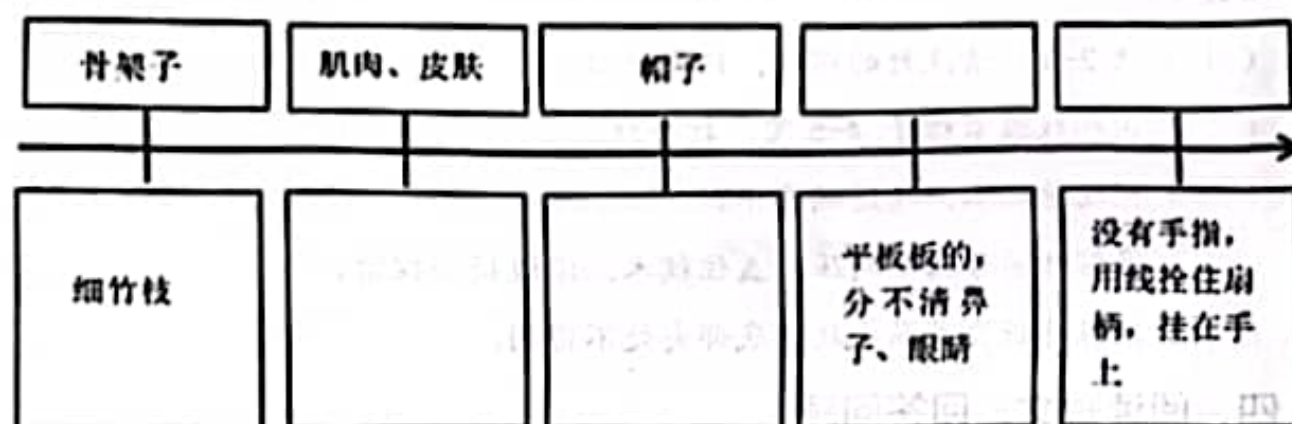 骨架子
肌肉、皮肤
帽子
细竹枝
平板板的，
分不清鼻
子、眼睛
没有手指，
用线拴住扇
柄，挂在手
上